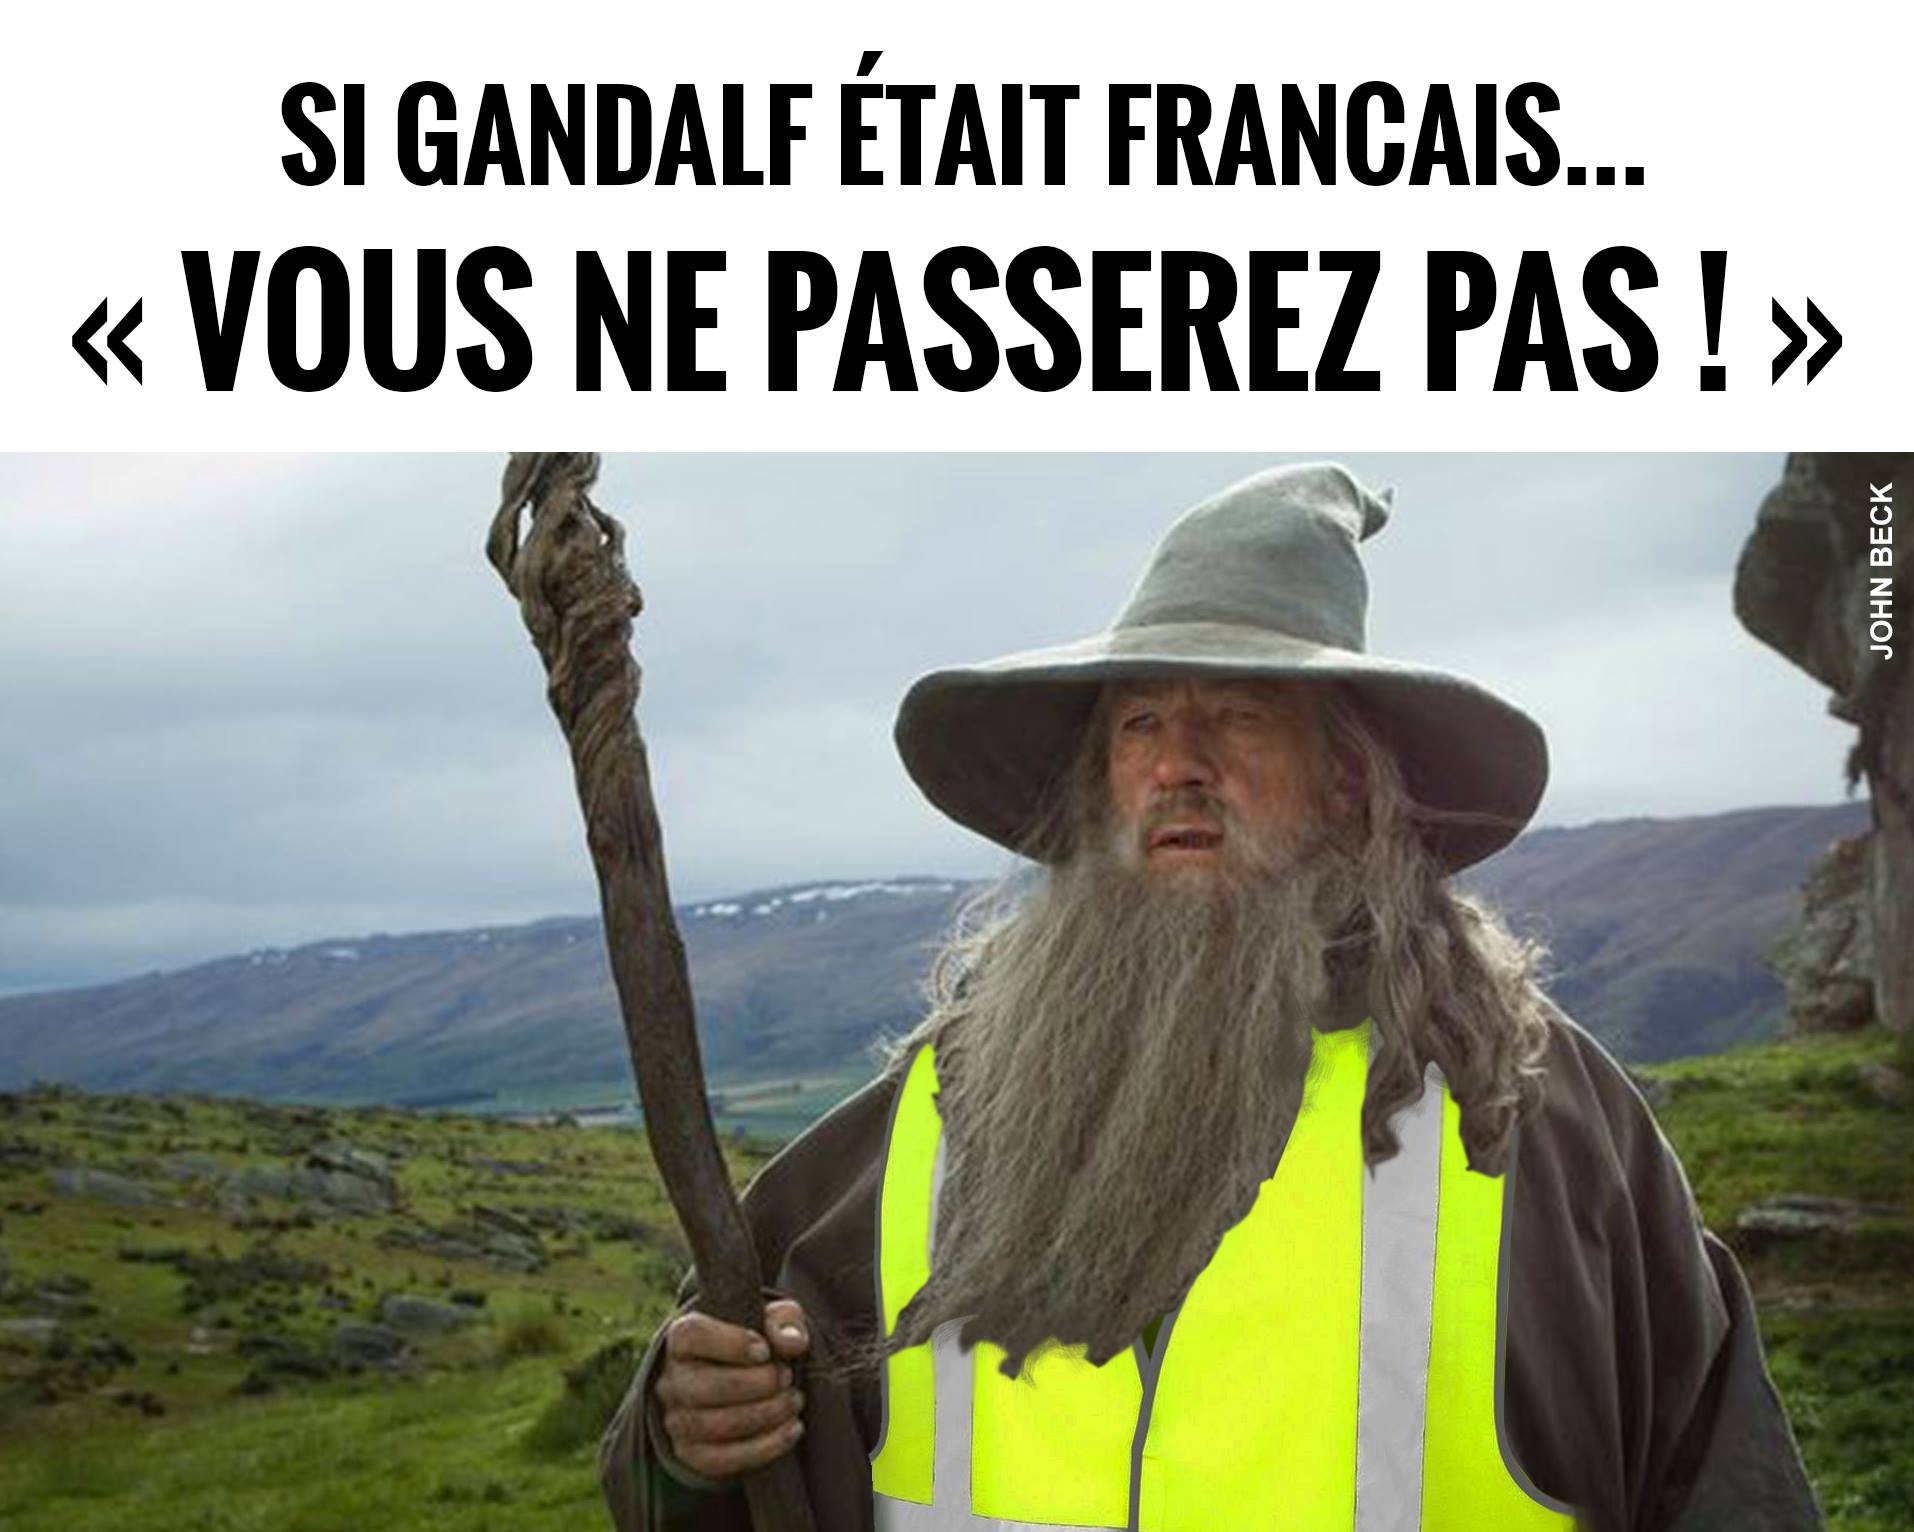 SI GANDALF ÉTAIT FRANCAIS...
« VOUS NE PASSEREZ PAS ! »
JOHN BECK